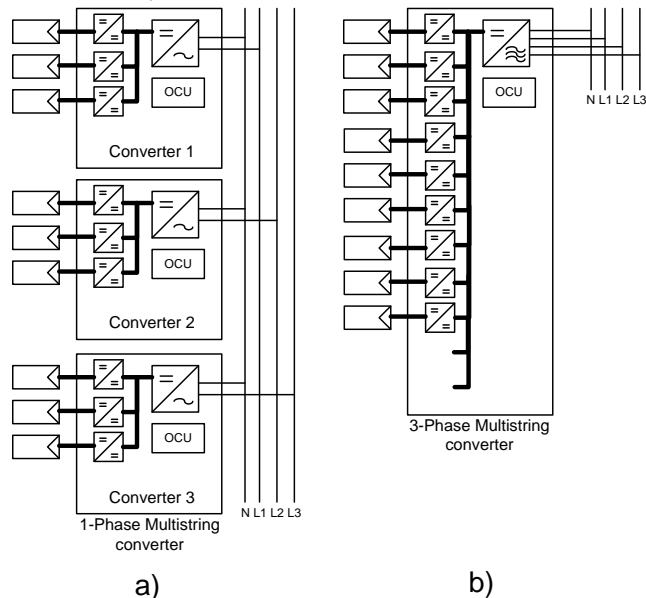 OCU
Converter 1
OCU
Converter 2
OCU
Converter 3
N L1 L2 L3
1-Phase Multistring
converter
a)
OCU
N L1 L2 L3
3-Phase Multistring
converter
b)